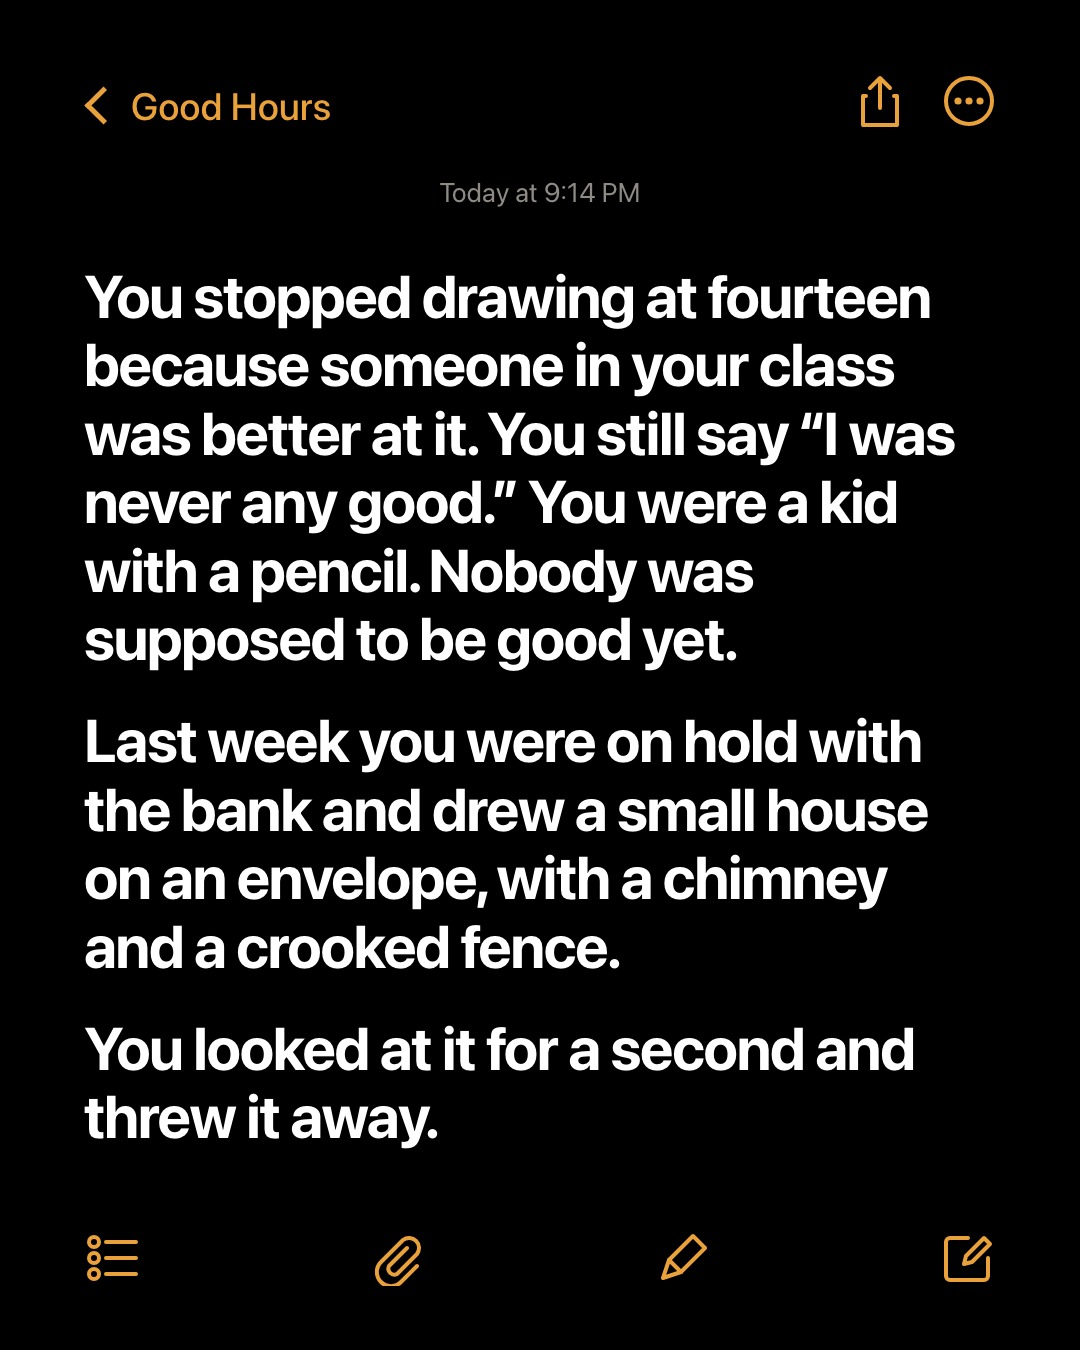 Good Hours
Today at 9:14 PM
You stopped drawing at fourteen
because someone in your class
was better at it. You still say “I was
never any good.” You were a kid
with a pencil. Nobody was
supposed to be good yet.
Last week you were on hold with
the bank and drew a small house
on an envelope, with a chimney
and a crooked fence.
You looked at it for a second and
threw it away.